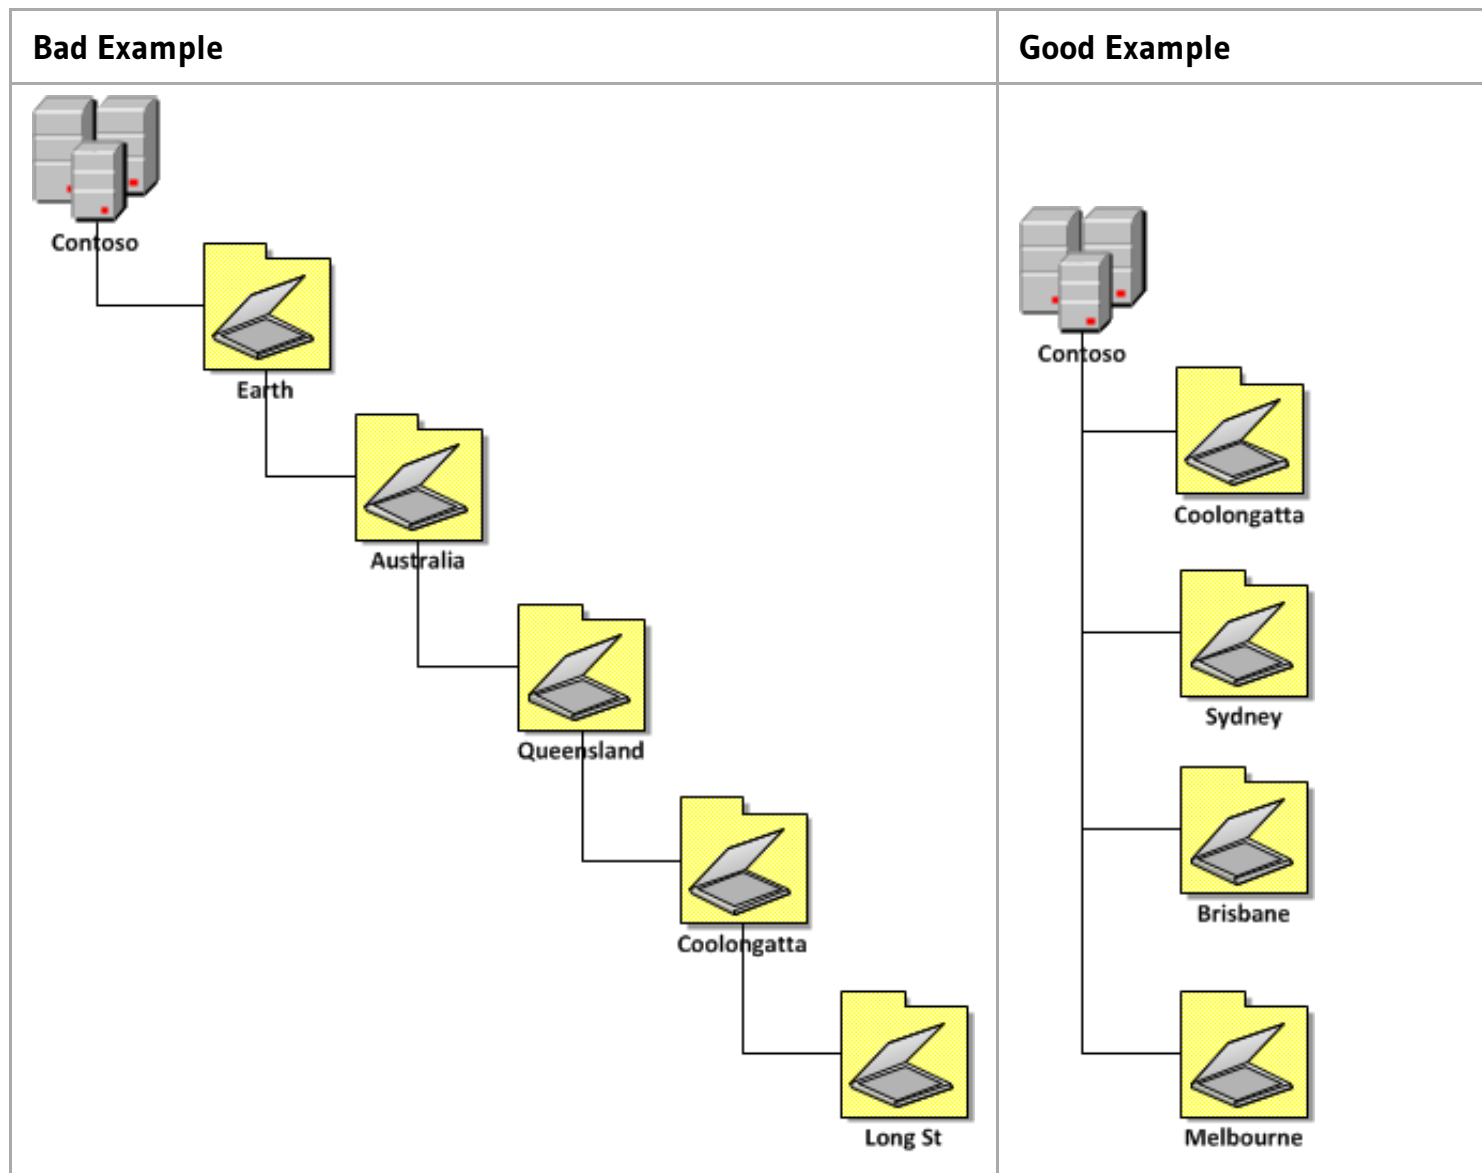 Bad Example
Good Example
Contoso
Earth
Australia
Queensland
Coolongatta
Long St
Contoso
Coolongatta
Sydney
Brisbane
Melbourne